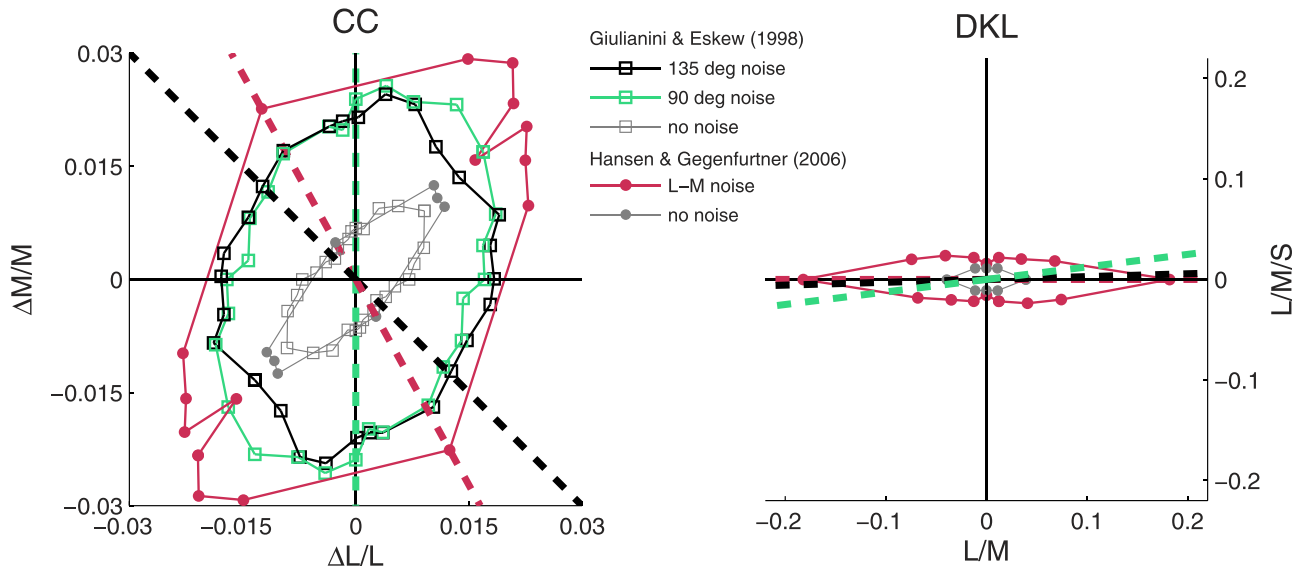 CC
0.03
0.015
0
−0.015
−0.03
ΔM/M
−0.03
−0.015
0
0.015
0.03
ΔL/L
Giulianini & Eskew (1998)
135 deg noise
90 deg noise
no noise
Hansen & Gegenfurtner (2006)
L−M noise
no noise
DKL
0.2
0.1
0
−0.1
−0.2
L/M/S
−0.2
−0.1
0
0.1
0.2
L/M